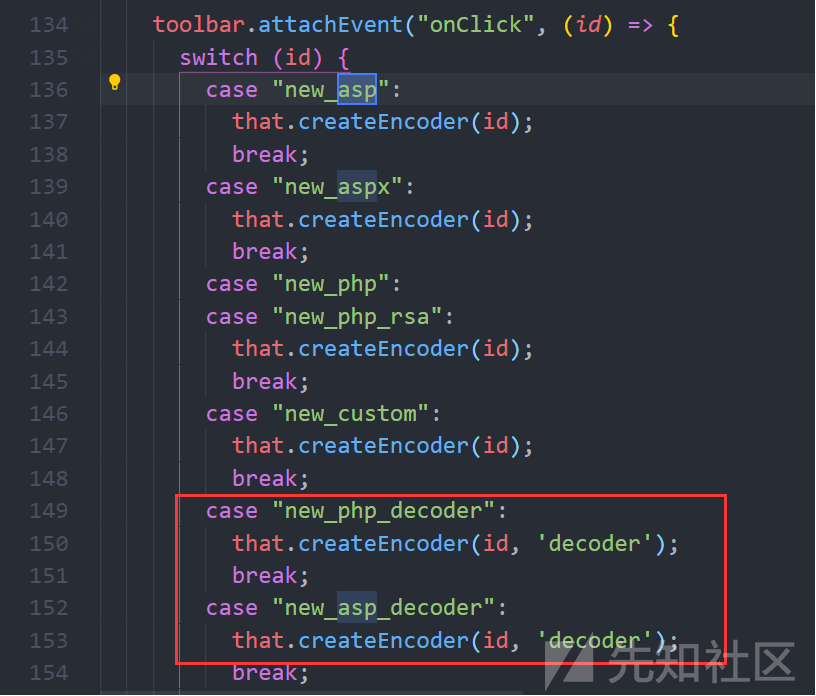 134 toolbar.attachEvent("onClick", (id) => {
135 switch (id) {
136 case "new_asp":
137 that.createEncoder(id);
138 break;
139 case "new_aspx":
140 that.createEncoder(id);
141 break;
142 case "new_php":
143 case "new_php_rsa":
144 that.createEncoder(id);
145 break;
146 case "new_custom":
147 that.createEncoder(id);
148 break;
149 case "new_php_decoder":
150 that.createEncoder(id, 'decoder');
151 break;
152 case "new_asp_decoder":
153 that.createEncoder(id, 'decoder');
154 break;
先知社区